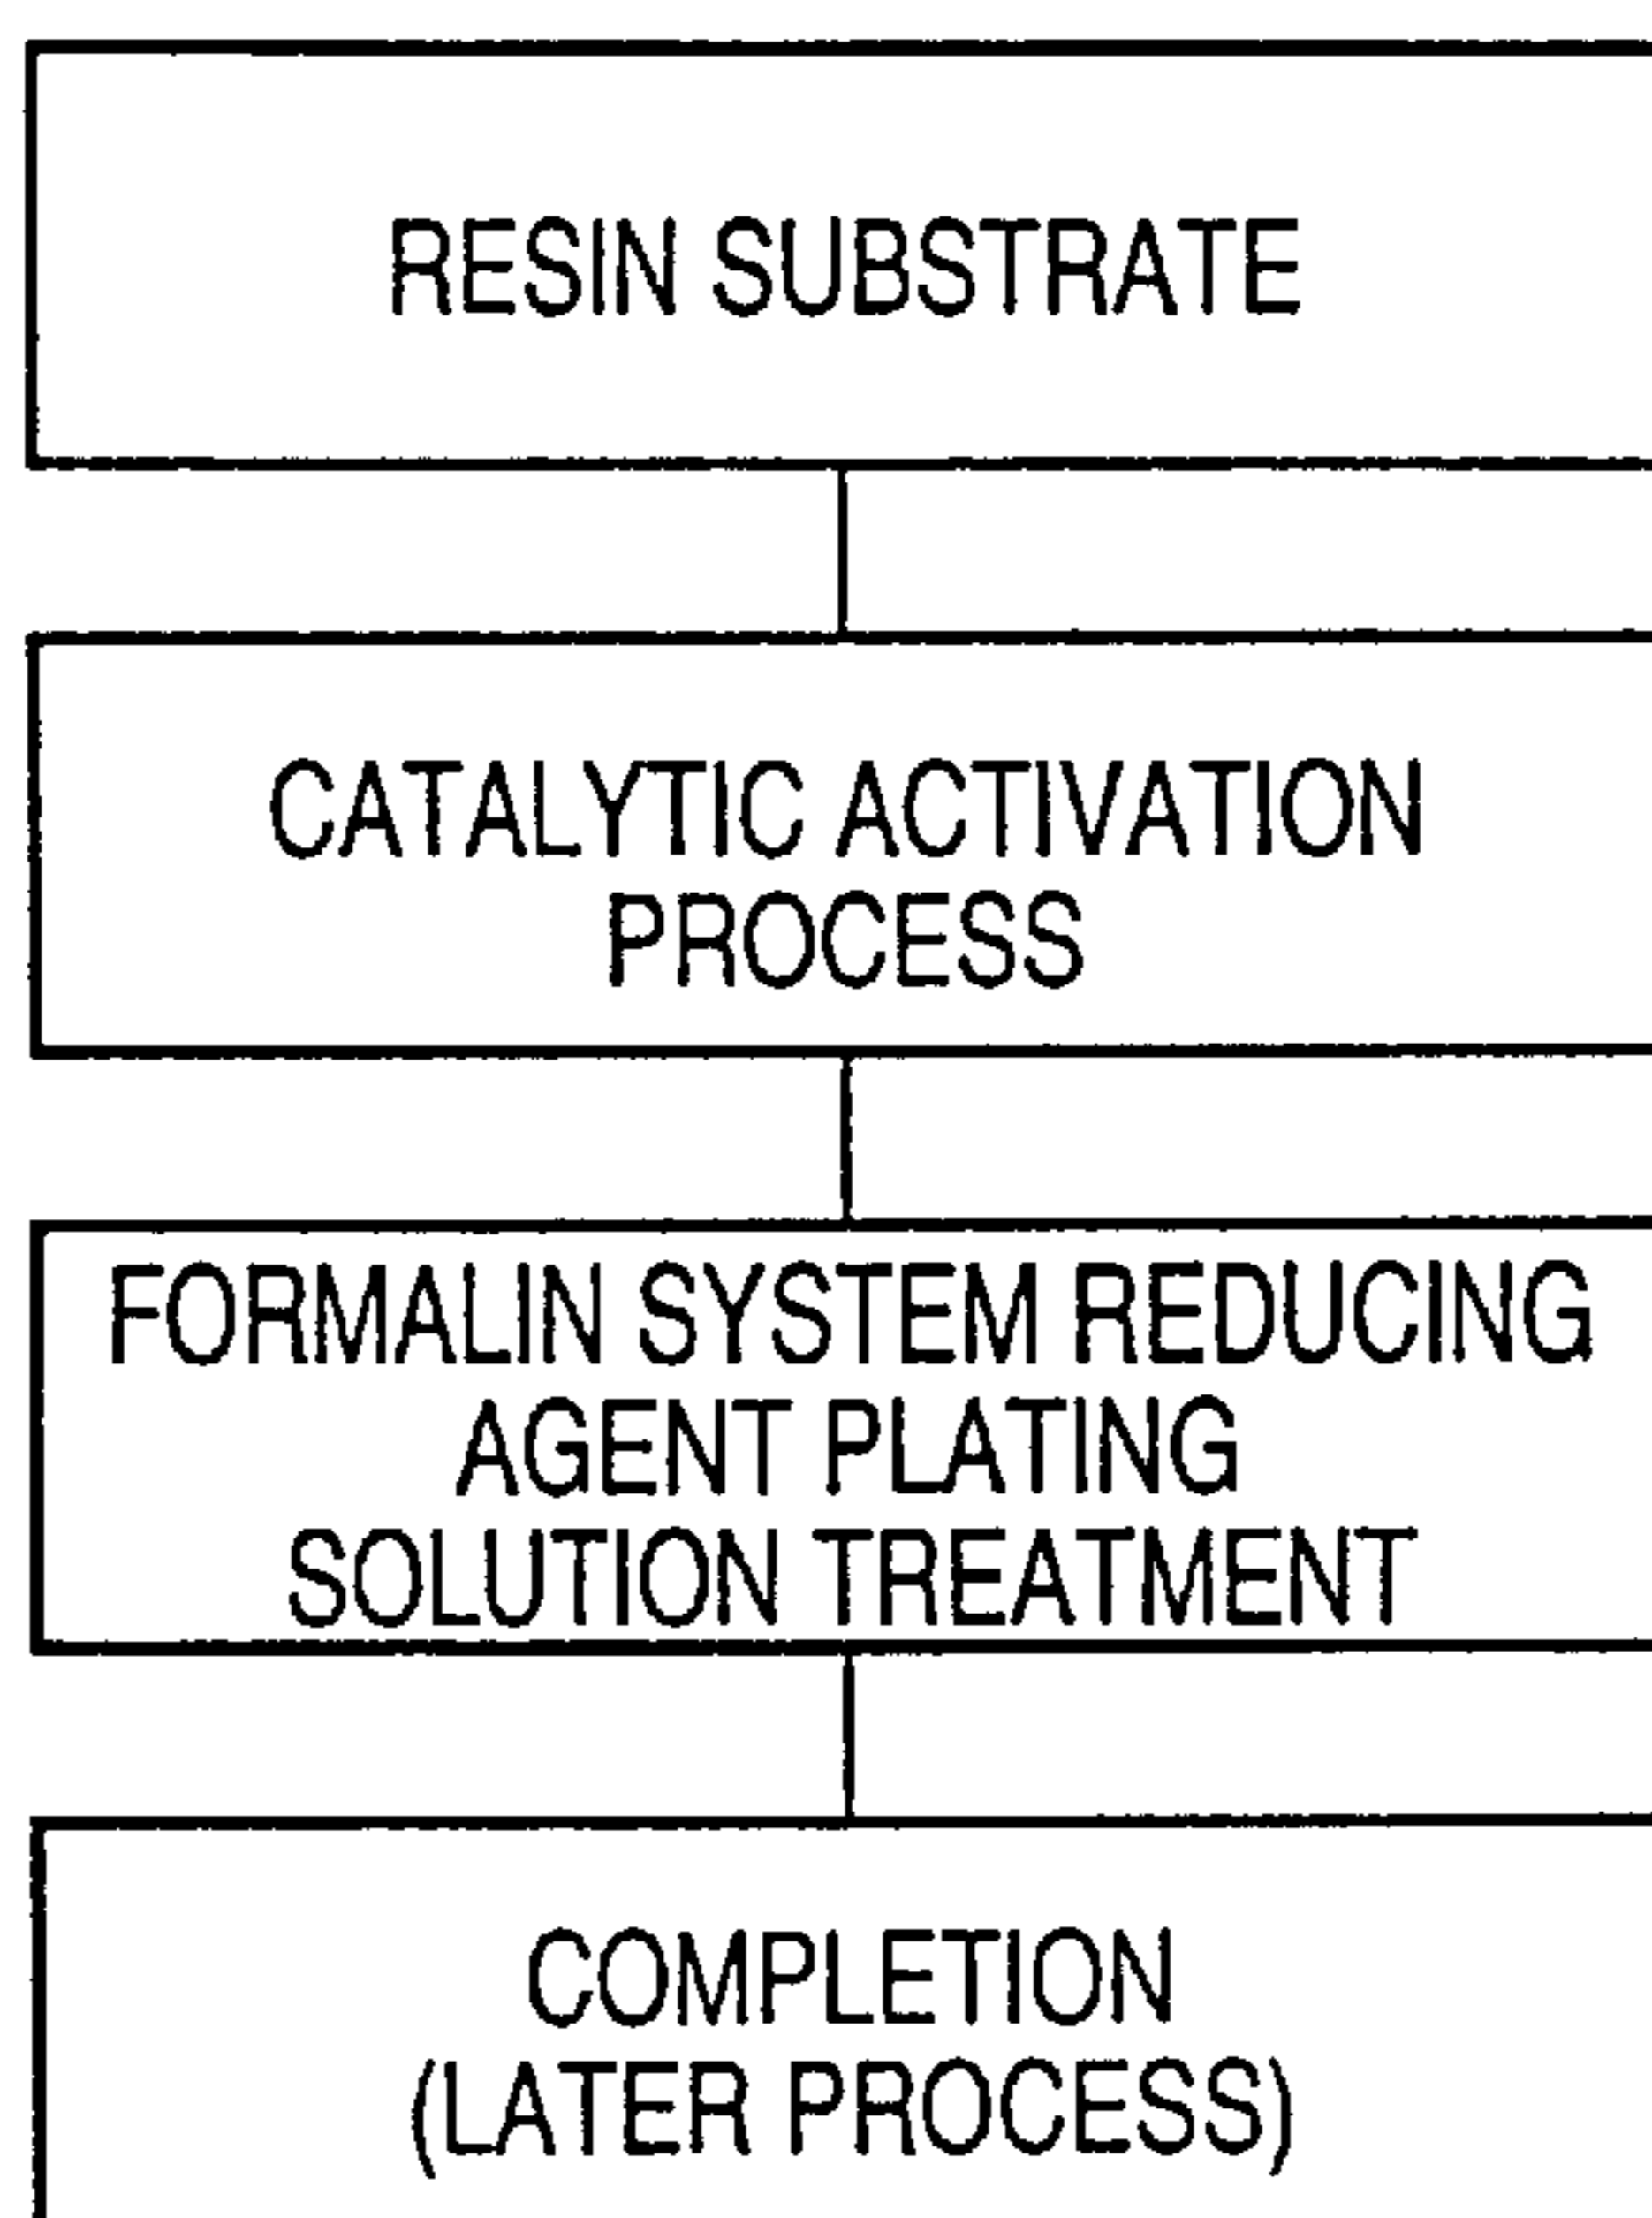 RESIN SUBSTRATE
CATALYTIC ACTIVATION
PROCESS
FORMALIN SYSTEM REDUCING
AGENT PLATING
SOLUTION TREATMENT
COMPLETION
(LATER PROCESS)